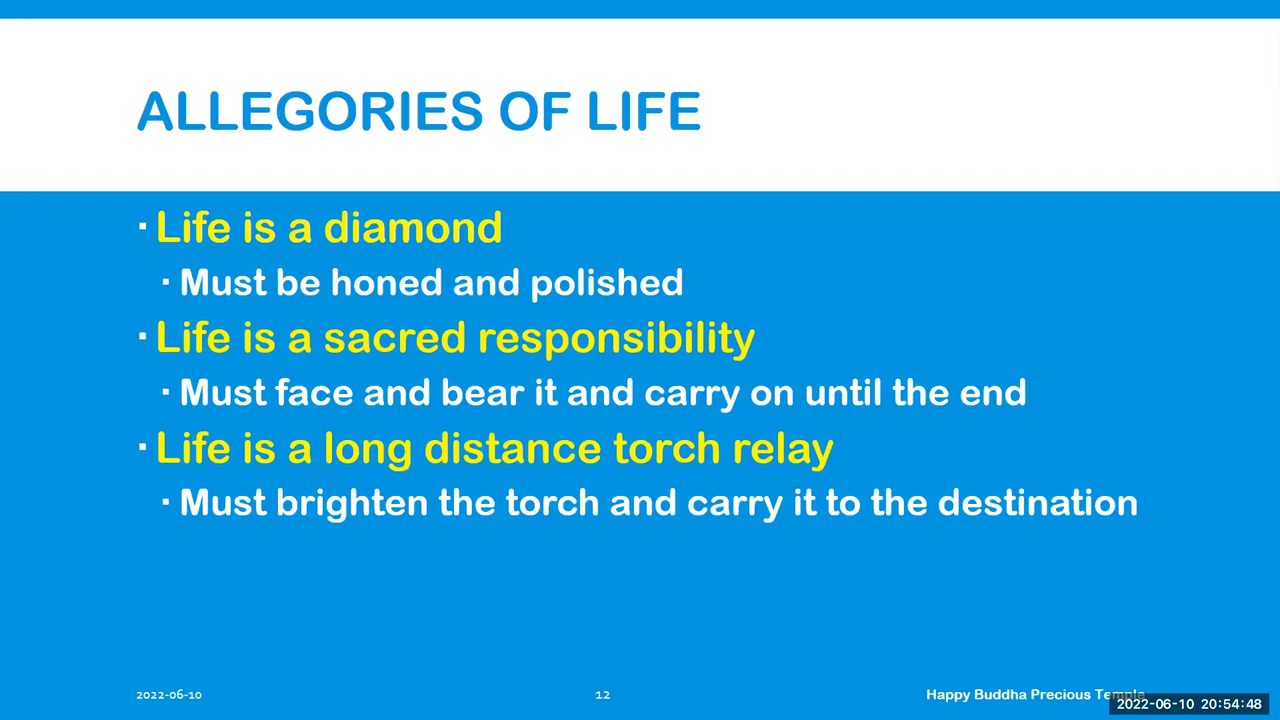 ALLEGORIES OF LIFE
▪ Life is a diamond
▪ Must be honed and polished
▪ Life is a sacred responsibility
▪ Must face and bear it and carry on until the end
▪ Life is a long distance torch relay
▪ Must brighten the torch and carry it to the destination
2022-06-10
12
Happy Buddha Precious Temple
2022-06-10 20:54:48